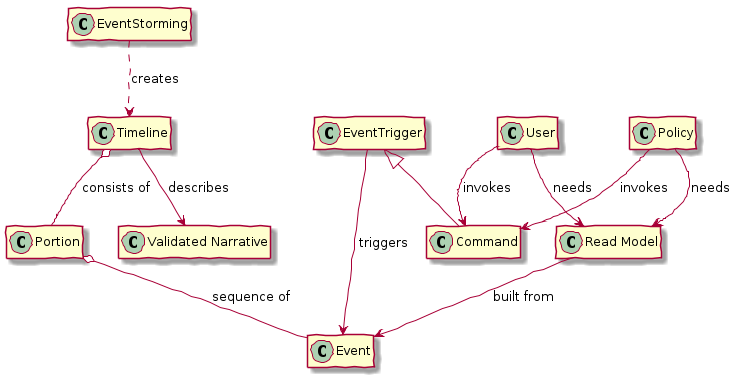 C EventStorming
creates
C Timeline
C EventTrigger
C User
C Policy
consists of
describes
invokes
needs
invokes
needs
C Portion
C Validated Narrative
triggers
C Command
C Read Model
sequence of
built from
C Event